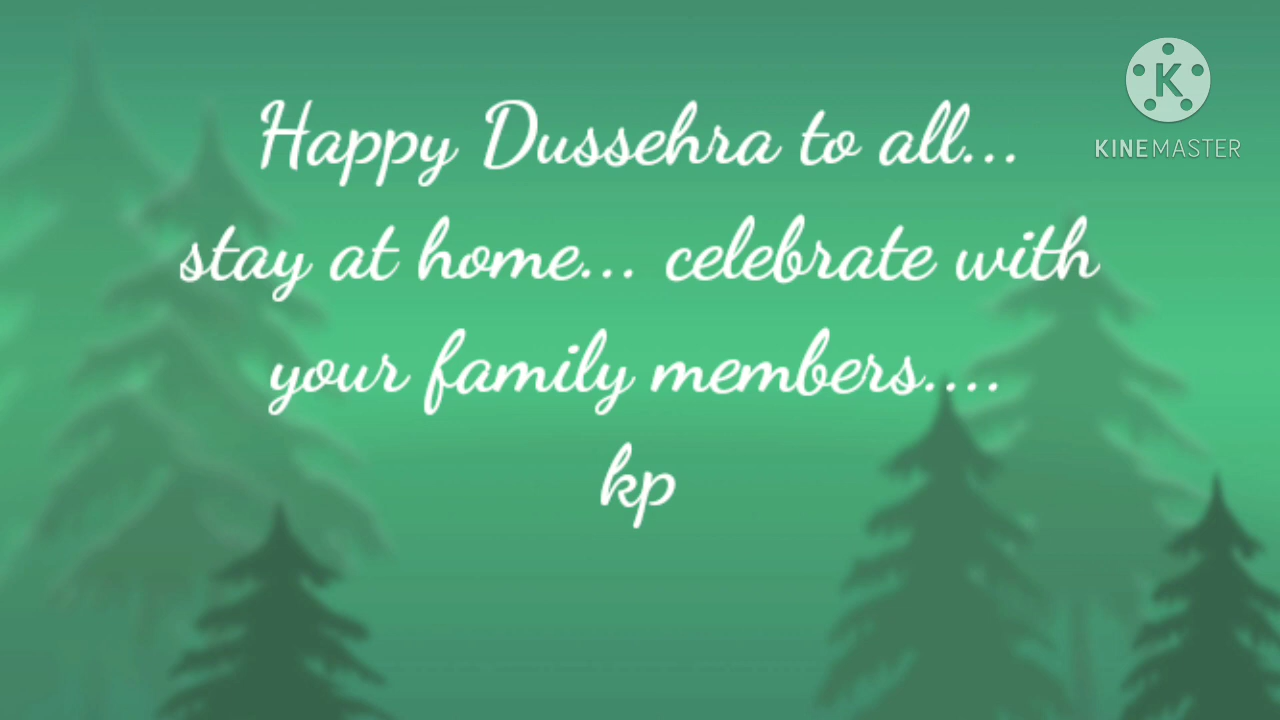 Happy Dussehra to all...
stay at home... celebrate with
your family members....
kp
K
KINEMASTER